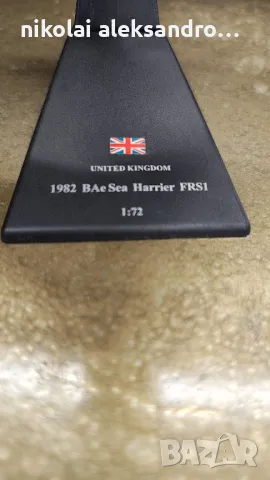 nikolai aleksandro...
UNITED KINGDOM
1982 BAe Sea Harrier FRS1
1:72
BAZAR